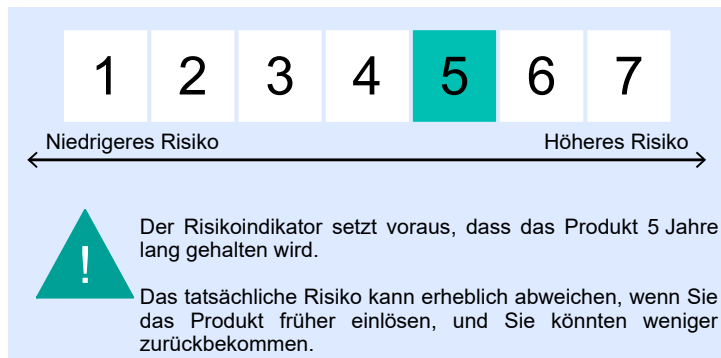 1 2 3 4 5 6 7
Niedrigeres Risiko Höheres Risiko
! Der Risikoindikator setzt voraus, dass das Produkt 5 Jahre
lang gehalten wird.
Das tatsächliche Risiko kann erheblich abweichen, wenn Sie
das Produkt früher einlösen, und Sie könnten weniger
zurückbekommen.